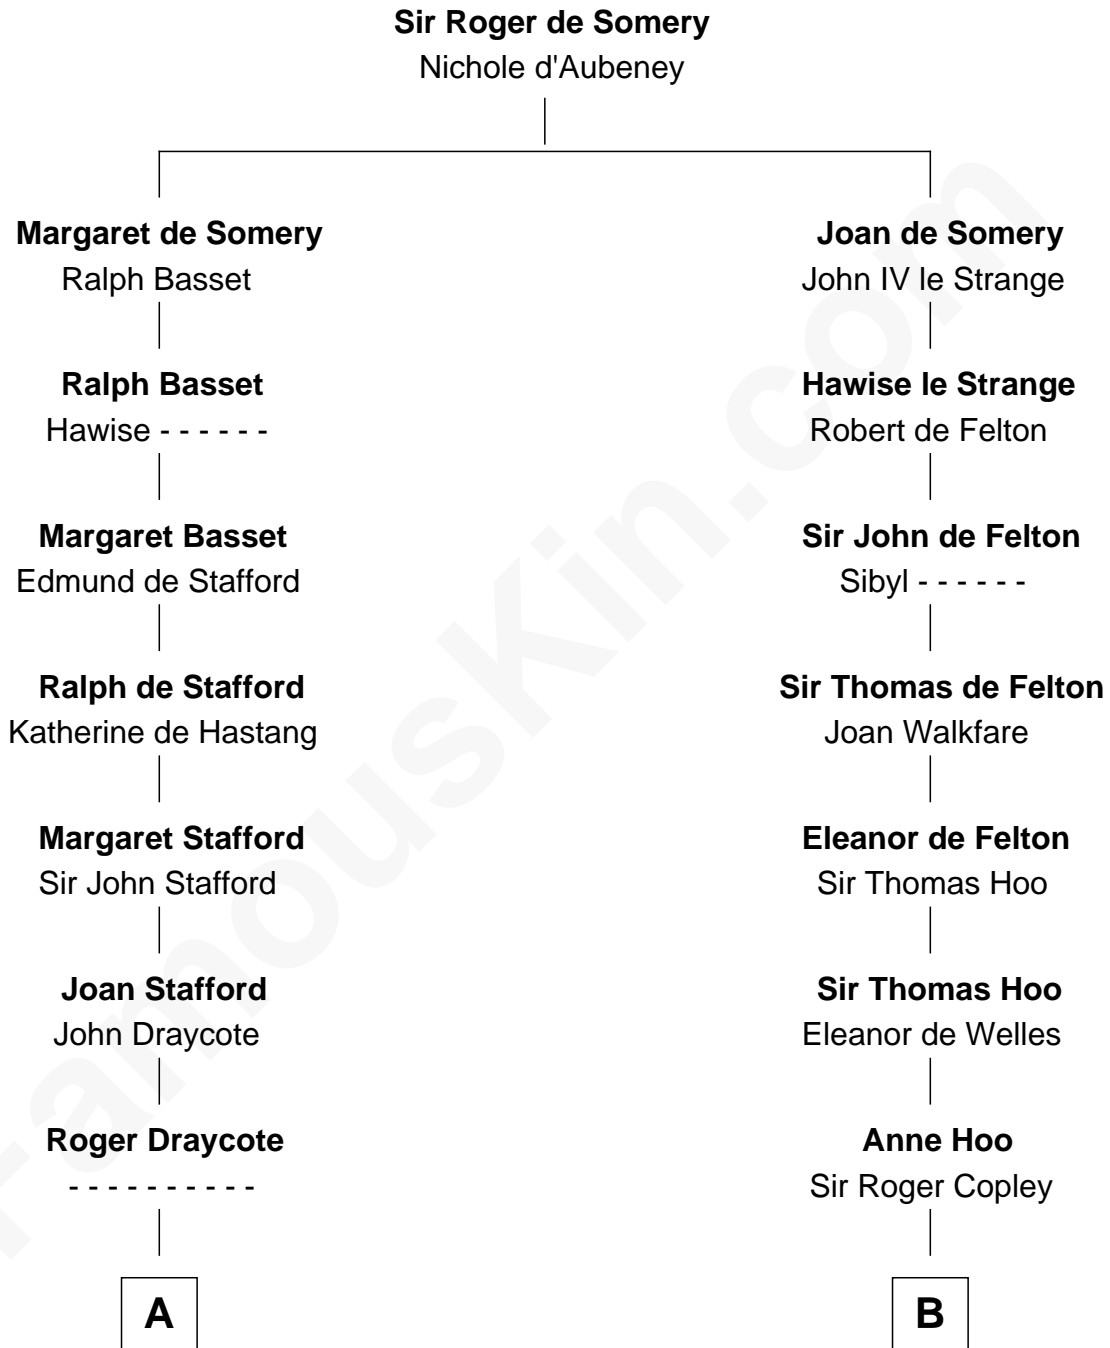 Sir Roger de Somery
Nichole d'Aubeney
Margaret de Somery
Ralph Basset
Ralph Basset
Hawise - - - - - -
Margaret Basset
Edmund de Stafford
Ralph de Stafford
Katherine de Hastang
Margaret Stafford
Sir John Stafford
Joan Stafford
John Draycote
Roger Draycote
- - - - - - - - - -
A
Joan de Somery
John IV le Strange
Hawise le Strange
Robert de Felton
Sir John de Felton
Sibyl - - - - - -
Sir Thomas de Felton
Joan Walkfare
Eleanor de Felton
Sir Thomas Hoo
Sir Thomas Hoo
Eleanor de Welles
Anne Hoo
Sir Roger Copley
B
FamousKin.com